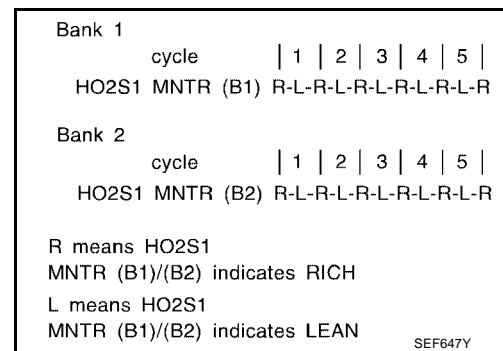 Bank 1
cycle | 1 | 2 | 3 | 4 | 5 |
HO2S1 MNTR (B1) R-L-R-L-R-L-R-L-R-L-R
Bank 2
cycle | 1 | 2 | 3 | 4 | 5 |
HO2S1 MNTR (B2) R-L-R-L-R-L-R-L-R-L-R
R means HO2S1
MNTR (B1)/(B2) indicates RICH
L means HO2S1
MNTR (B1)/(B2) indicates LEAN
SEF647Y